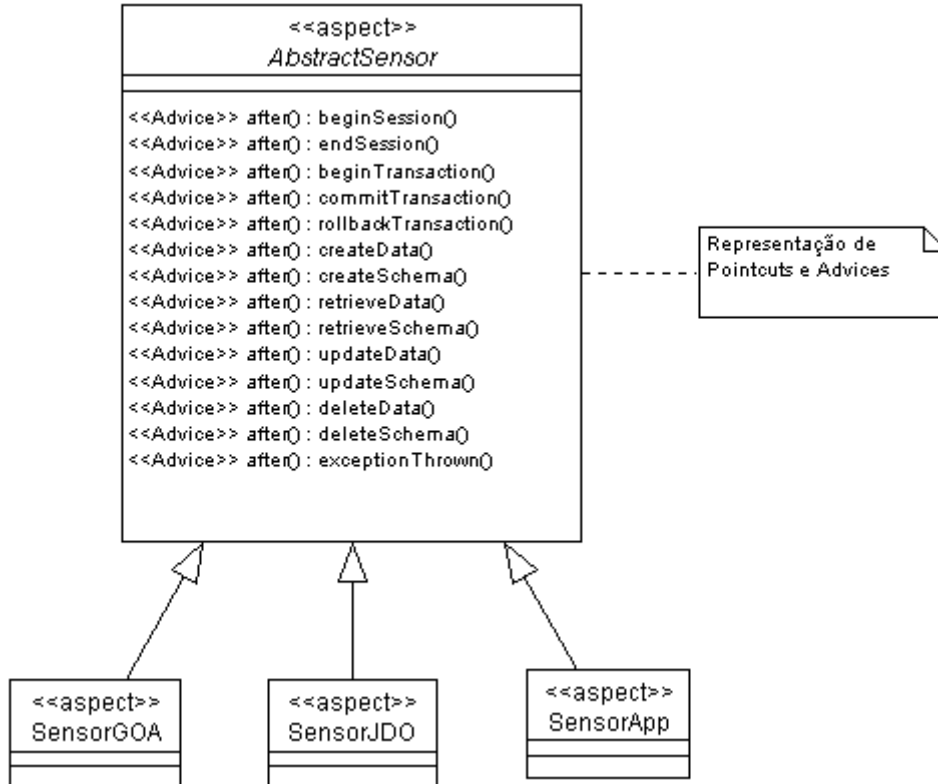 <<aspect>>
AbstractSensor
<<Advice>> after() : beginSession()
<<Advice>> after() : endSession()
<<Advice>> after() : beginTransaction()
<<Advice>> after() : commitTransaction()
<<Advice>> after() : rollbackTransaction()
<<Advice>> after() : createData()
<<Advice>> after() : createSchema()
<<Advice>> after() : retrieveData()
<<Advice>> after() : retrieveSchema()
<<Advice>> after() : updateData()
<<Advice>> after() : updateSchema()
<<Advice>> after() : deleteData()
<<Advice>> after() : deleteSchema()
<<Advice>> after() : exceptionThrown()
Representação de
Pointcuts e Advices
<<aspect>>
SensorGOA
<<aspect>>
SensorJDO
<<aspect>>
SensorApp